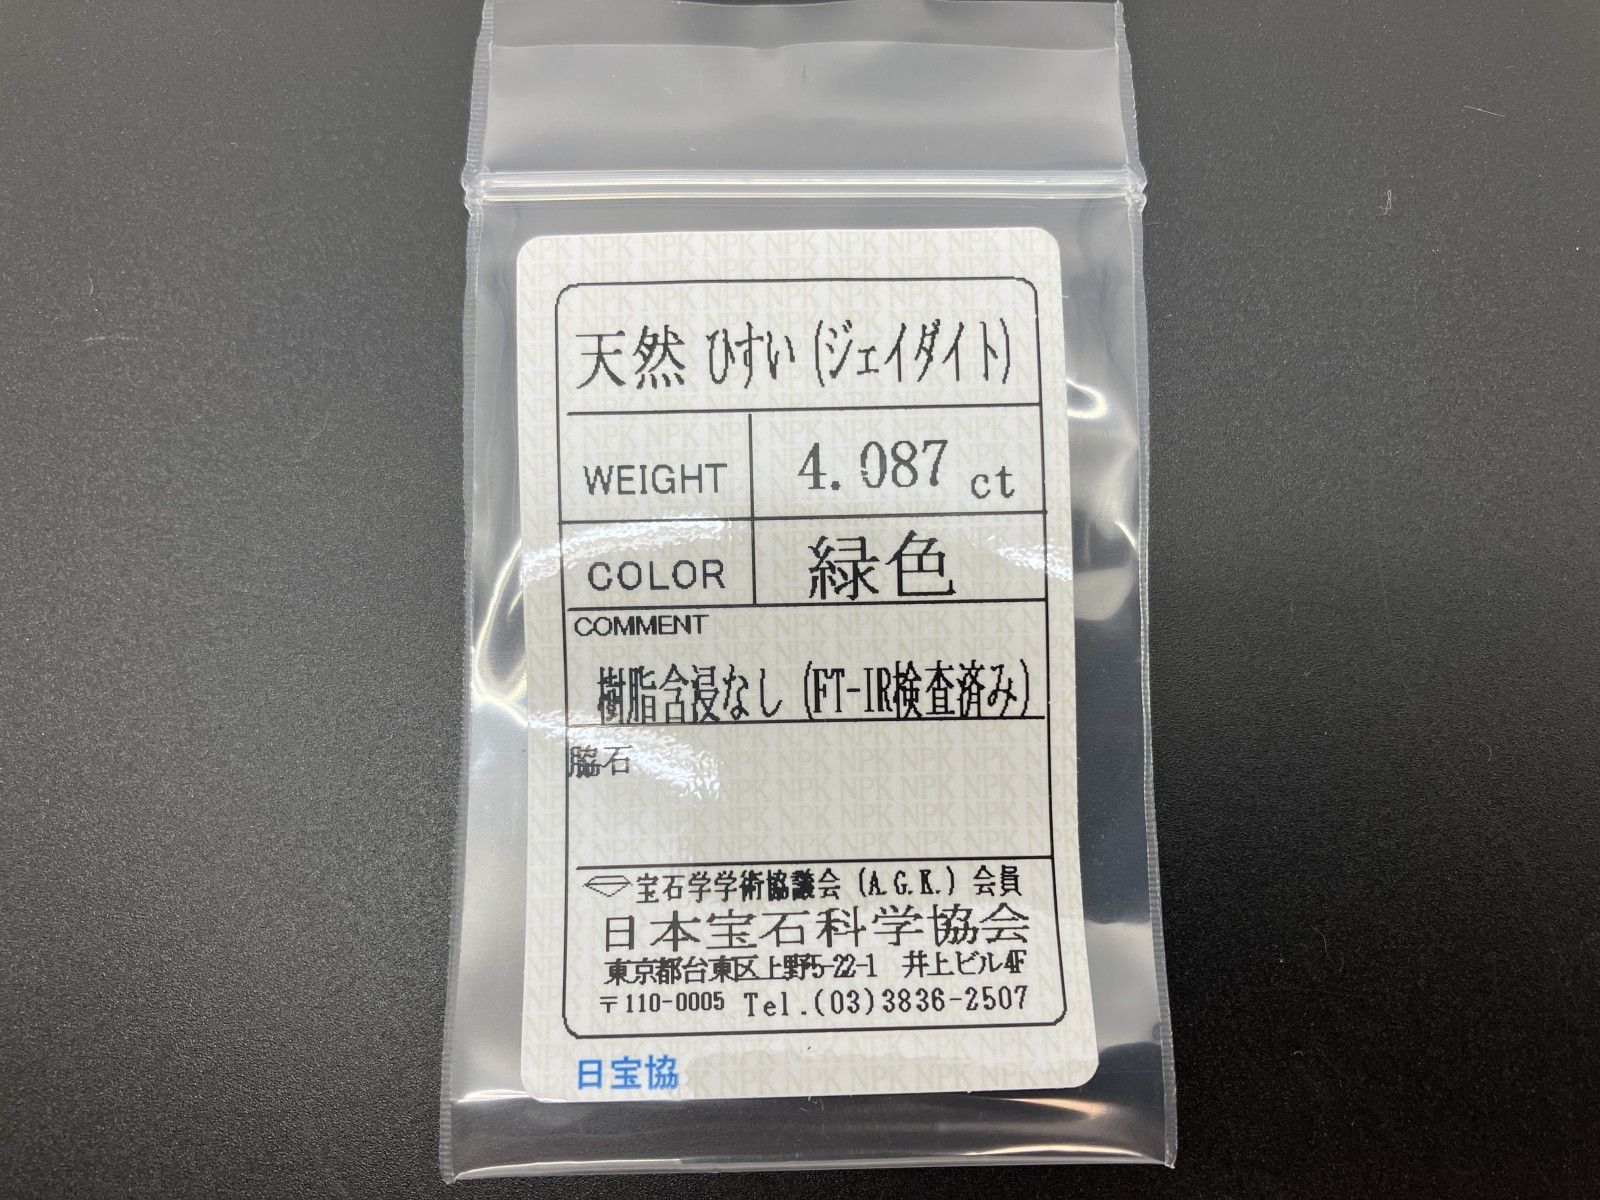 天然 ひすい (ジェイダイト)
WEIGHT 4.087 ct
COLOR 緑色
COMMENT
樹脂含浸なし (FT-IR検査済み)
脇石
宝石学学術協議会 (A.G.K.) 会員
日本宝石科学協会
東京都台東区上野5-22-1 井上ビル4F
〒110-0005 Tel.(03)3836-2507
日宝協